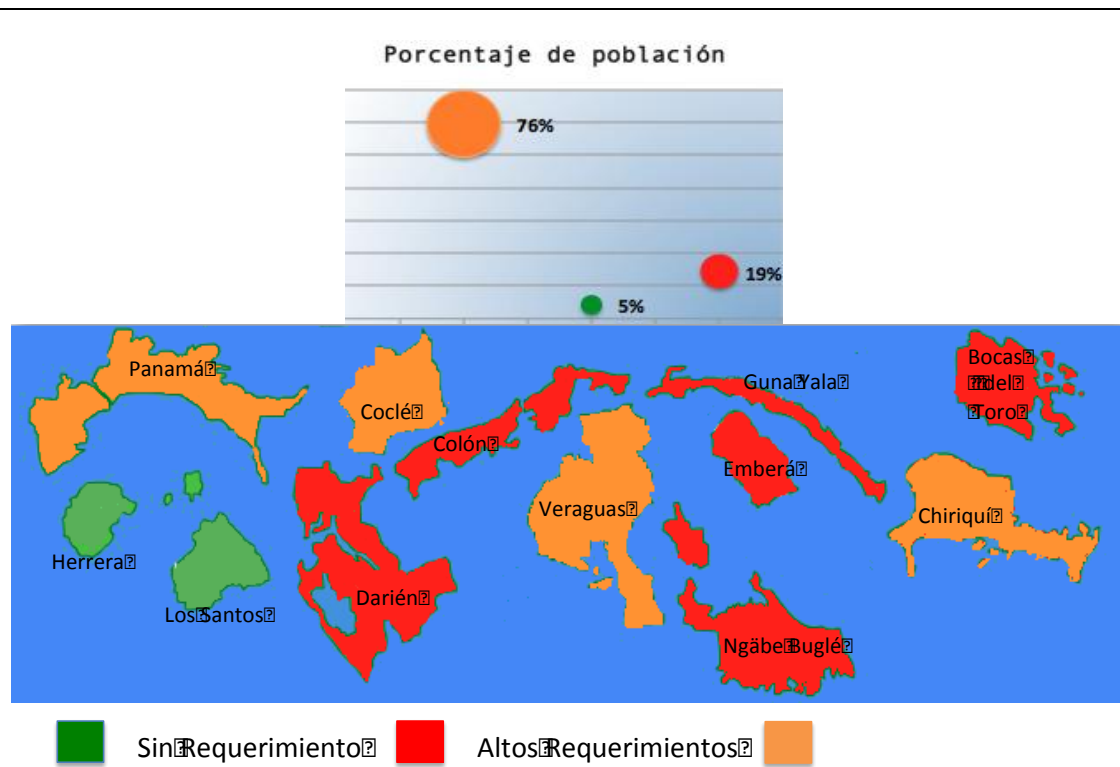 Porcentaje de población
76%
19%
5%
Panamá
Coclé
Colón
Guna Yala
Bocas
del
Toro
Emberá
Veraguas
Chiriquí
Herrera
Los Santos
Darién
Ngäbe Buglé
Sin Requerimiento
Altos Requerimientos